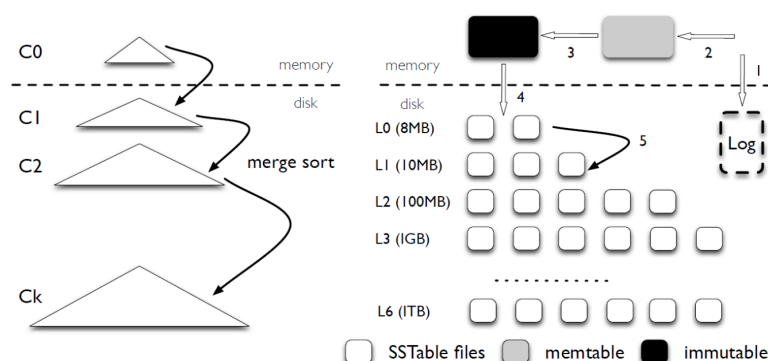 C0
memory
disk
C1
C2
merge sort
Ck
memory
3
2
1
disk
4
L0 (8MB)
5
Log
L1 (10MB)
L2 (100MB)
L3 (1GB)
L6 (1TB)
SSTable files
memtable
immutable